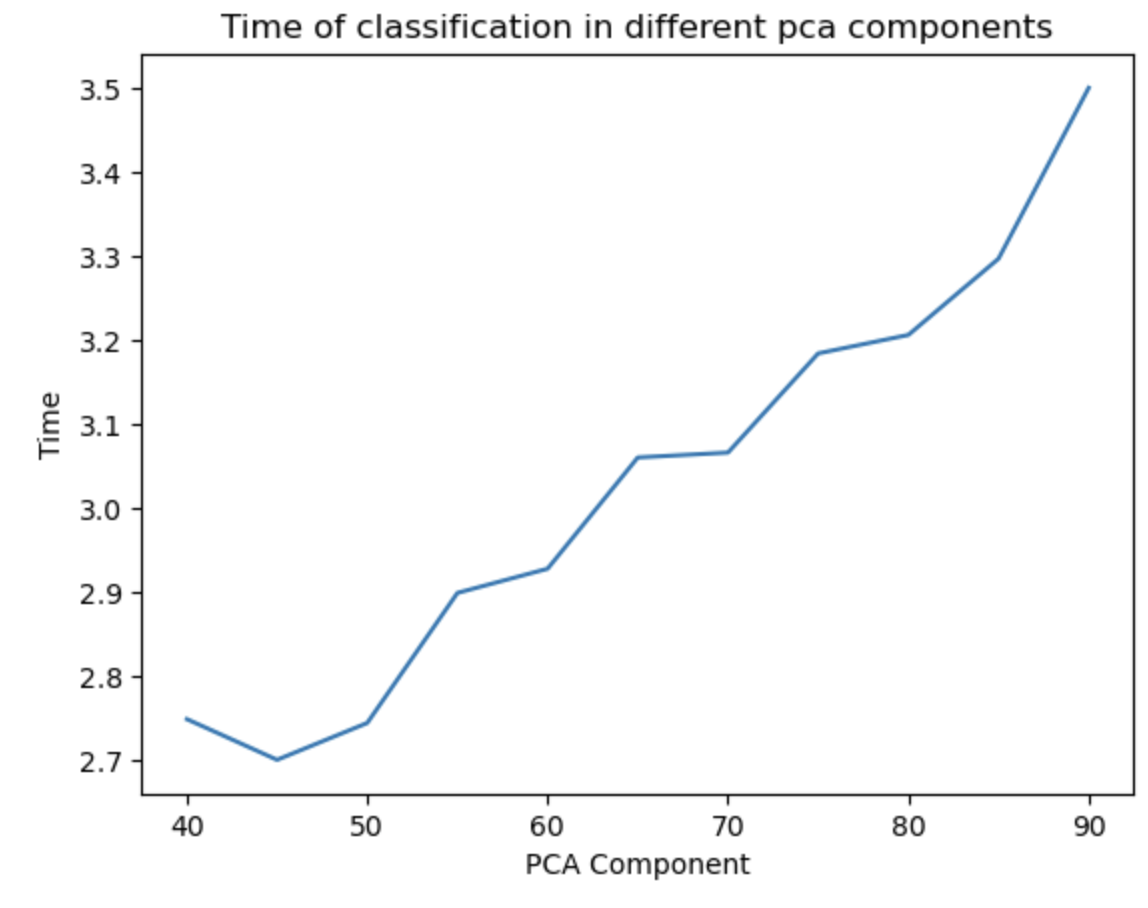 Time of classification in different pca components
3.5
3.4
3.3
3.2
3.1
3.0
2.9
2.8
2.7
Time
40 50 60 70 80 90
PCA Component